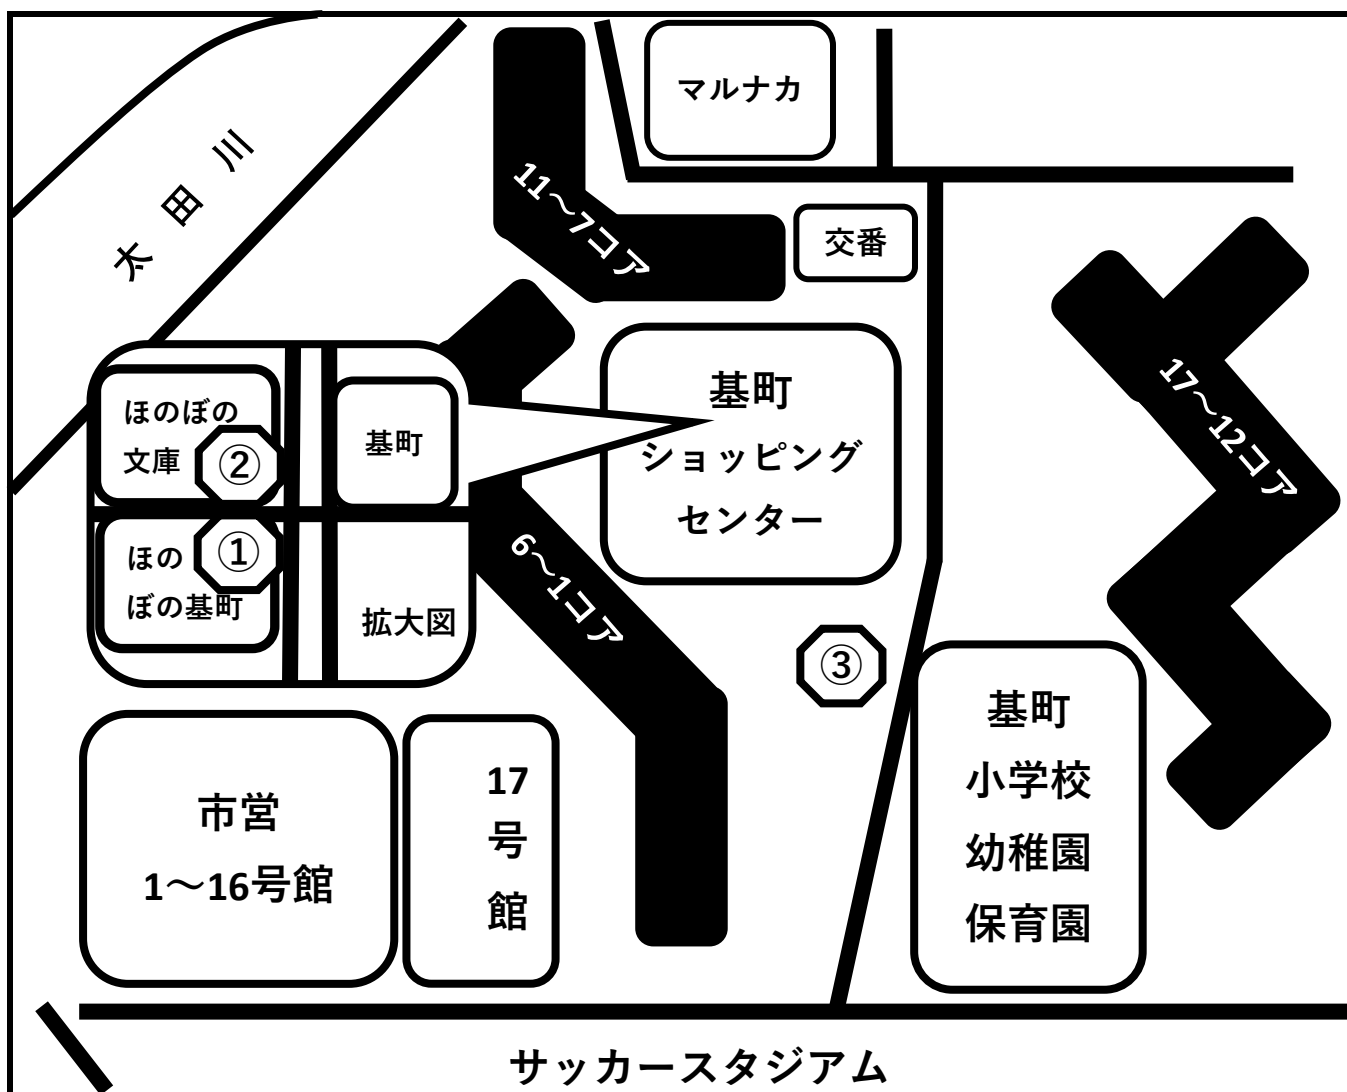 マルナカ
太田川
11～7コア
交番
17～12コア
基町
ショッピング
センター
ほのぼの
文庫
②
基町
ほの
ぼの基町
①
拡大図
6～1コア
③
基町
小学校
幼稚園
保育園
市営
1～16号館
17
号
館
サッカースタジアム